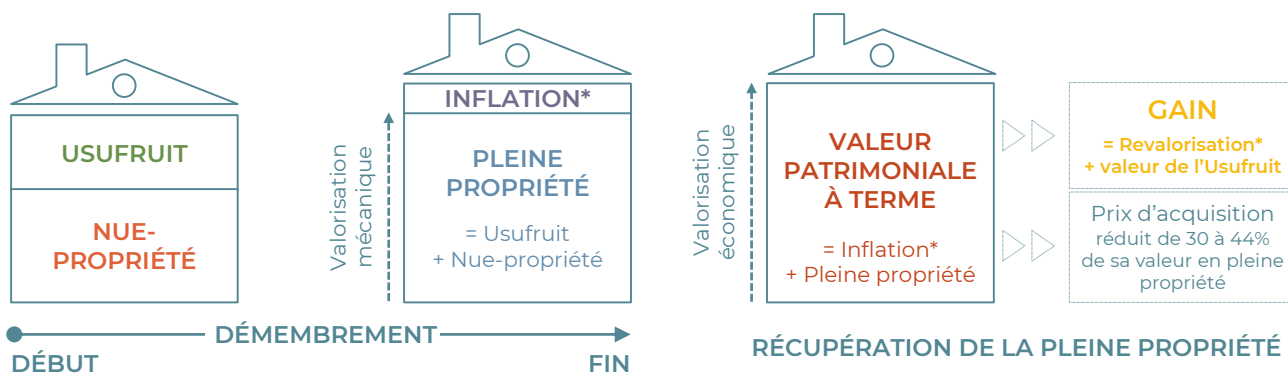 USUFRUIT
NUE-
PROPRIÉTÉ
Valorisation
mécanique
INFLATION*
PLEINE
PROPRIÉTÉ
= Usufruit
+ Nue-propriété
DÉMEMBREMENT
DÉBUT
FIN
Valorisation
économique
VALEUR
PATRIMONIALE
À TERME
= Inflation*
+ Pleine propriété
GAIN
= Revalorisation*
+ valeur de l’Usufruit
Prix d’acquisition
réduit de 30 à 44%
de sa valeur en pleine
propriété
RÉCUPÉRATION DE LA PLEINE PROPRIÉTÉ